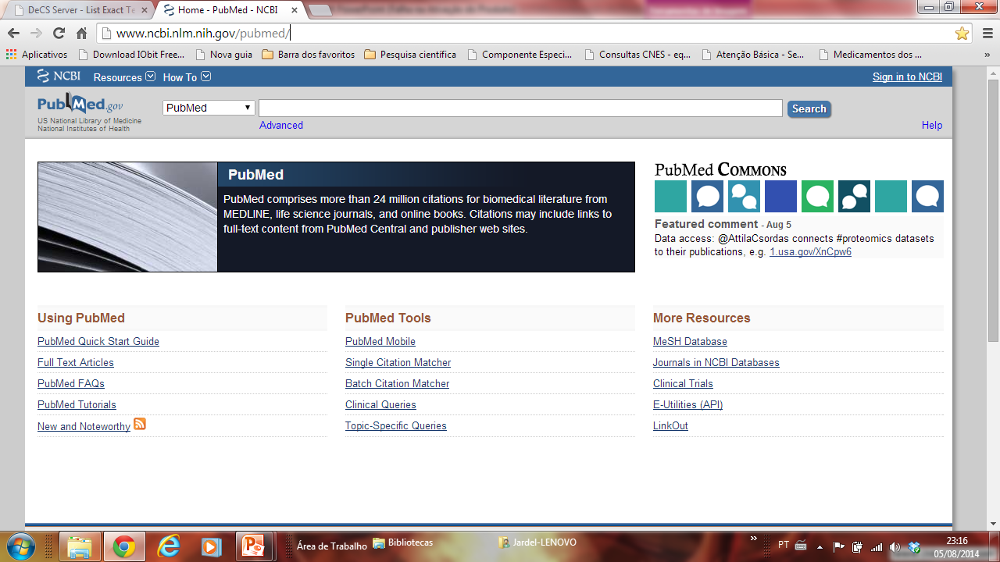 DeCS Server - List Exact Te
Home - PubMed - NCBI
www.ncbi.nlm.nih.gov/pubmed/
Aplicativos
Download IObit Free...
Nova guia
Barra dos favoritos
Pesquisa científica
Componente Especi...
Consultas CNES - eq...
Atenção Básica - Se...
Medicamentos dos ...
»
NCBI
Resources
How To
Sign in to NCBI
PubMed.gov
US National Library of Medicine
National Institutes of Health
PubMed
Search
Advanced
Help
PubMed
PubMed comprises more than 24 million citations for biomedical literature from
MEDLINE, life science journals, and online books. Citations may include links to
full-text content from PubMed Central and publisher web sites.
PubMed Commons
Featured comment - Aug 5
Data access: @AttilaCsordas connects #proteomics datasets
to their publications, e.g. 1.usa.gov/XnCpw6
Using PubMed
PubMed Quick Start Guide
Full Text Articles
PubMed FAQs
PubMed Tutorials
New and Noteworthy
PubMed Tools
PubMed Mobile
Single Citation Matcher
Batch Citation Matcher
Clinical Queries
Topic-Specific Queries
More Resources
MeSH Database
Journals in NCBI Databases
Clinical Trials
E-Utilities (API)
LinkOut
Área de Trabalho
Bibliotecas
Jardel-LENOVO
»
PT
23:16
05/08/2014